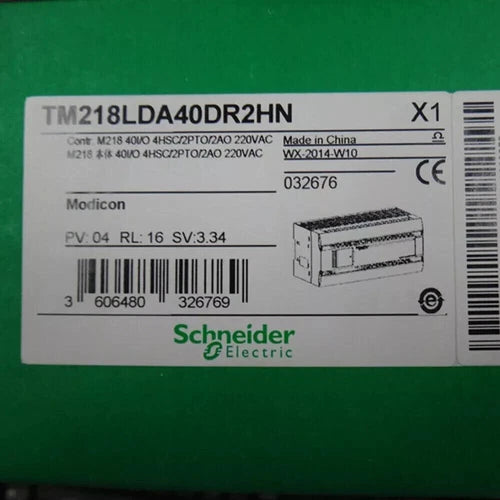 TM218LDA40DR2HN X1
Contr. M218 40I/O 4HSC/2PTO/2AO 220VAC
M218 本体 40I/O 4HSC/2PTO/2AO 220VAC
Made in China
WX-2014-W10
032676
CE
Modicon
PV: 04 RL: 16 SV:3.34
3 606480 326769
Schneider
Electric